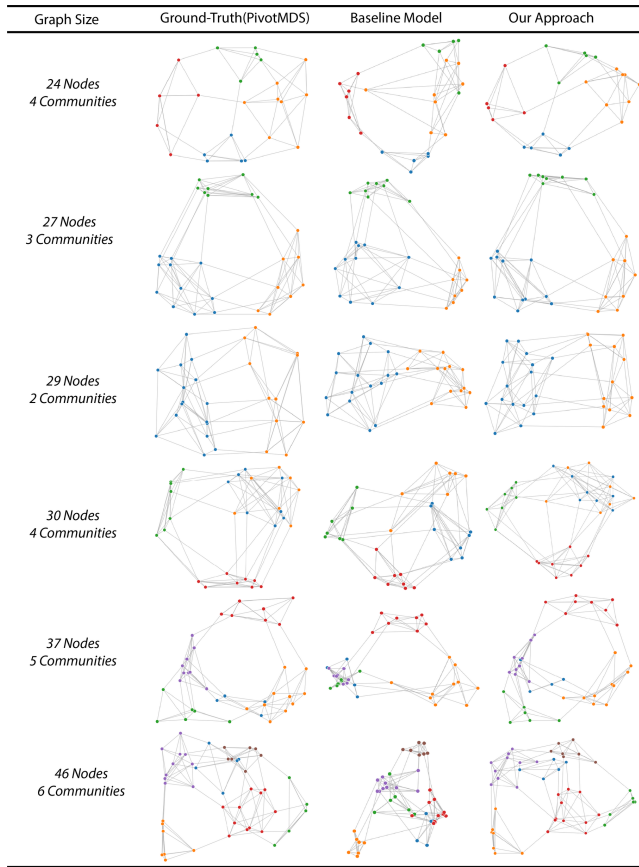 Graph Size Ground-Truth(PivotMDS) Baseline Model Our Approach
24 Nodes
4 Communities
27 Nodes
3 Communities
29 Nodes
2 Communities
30 Nodes
4 Communities
37 Nodes
5 Communities
46 Nodes
6 Communities